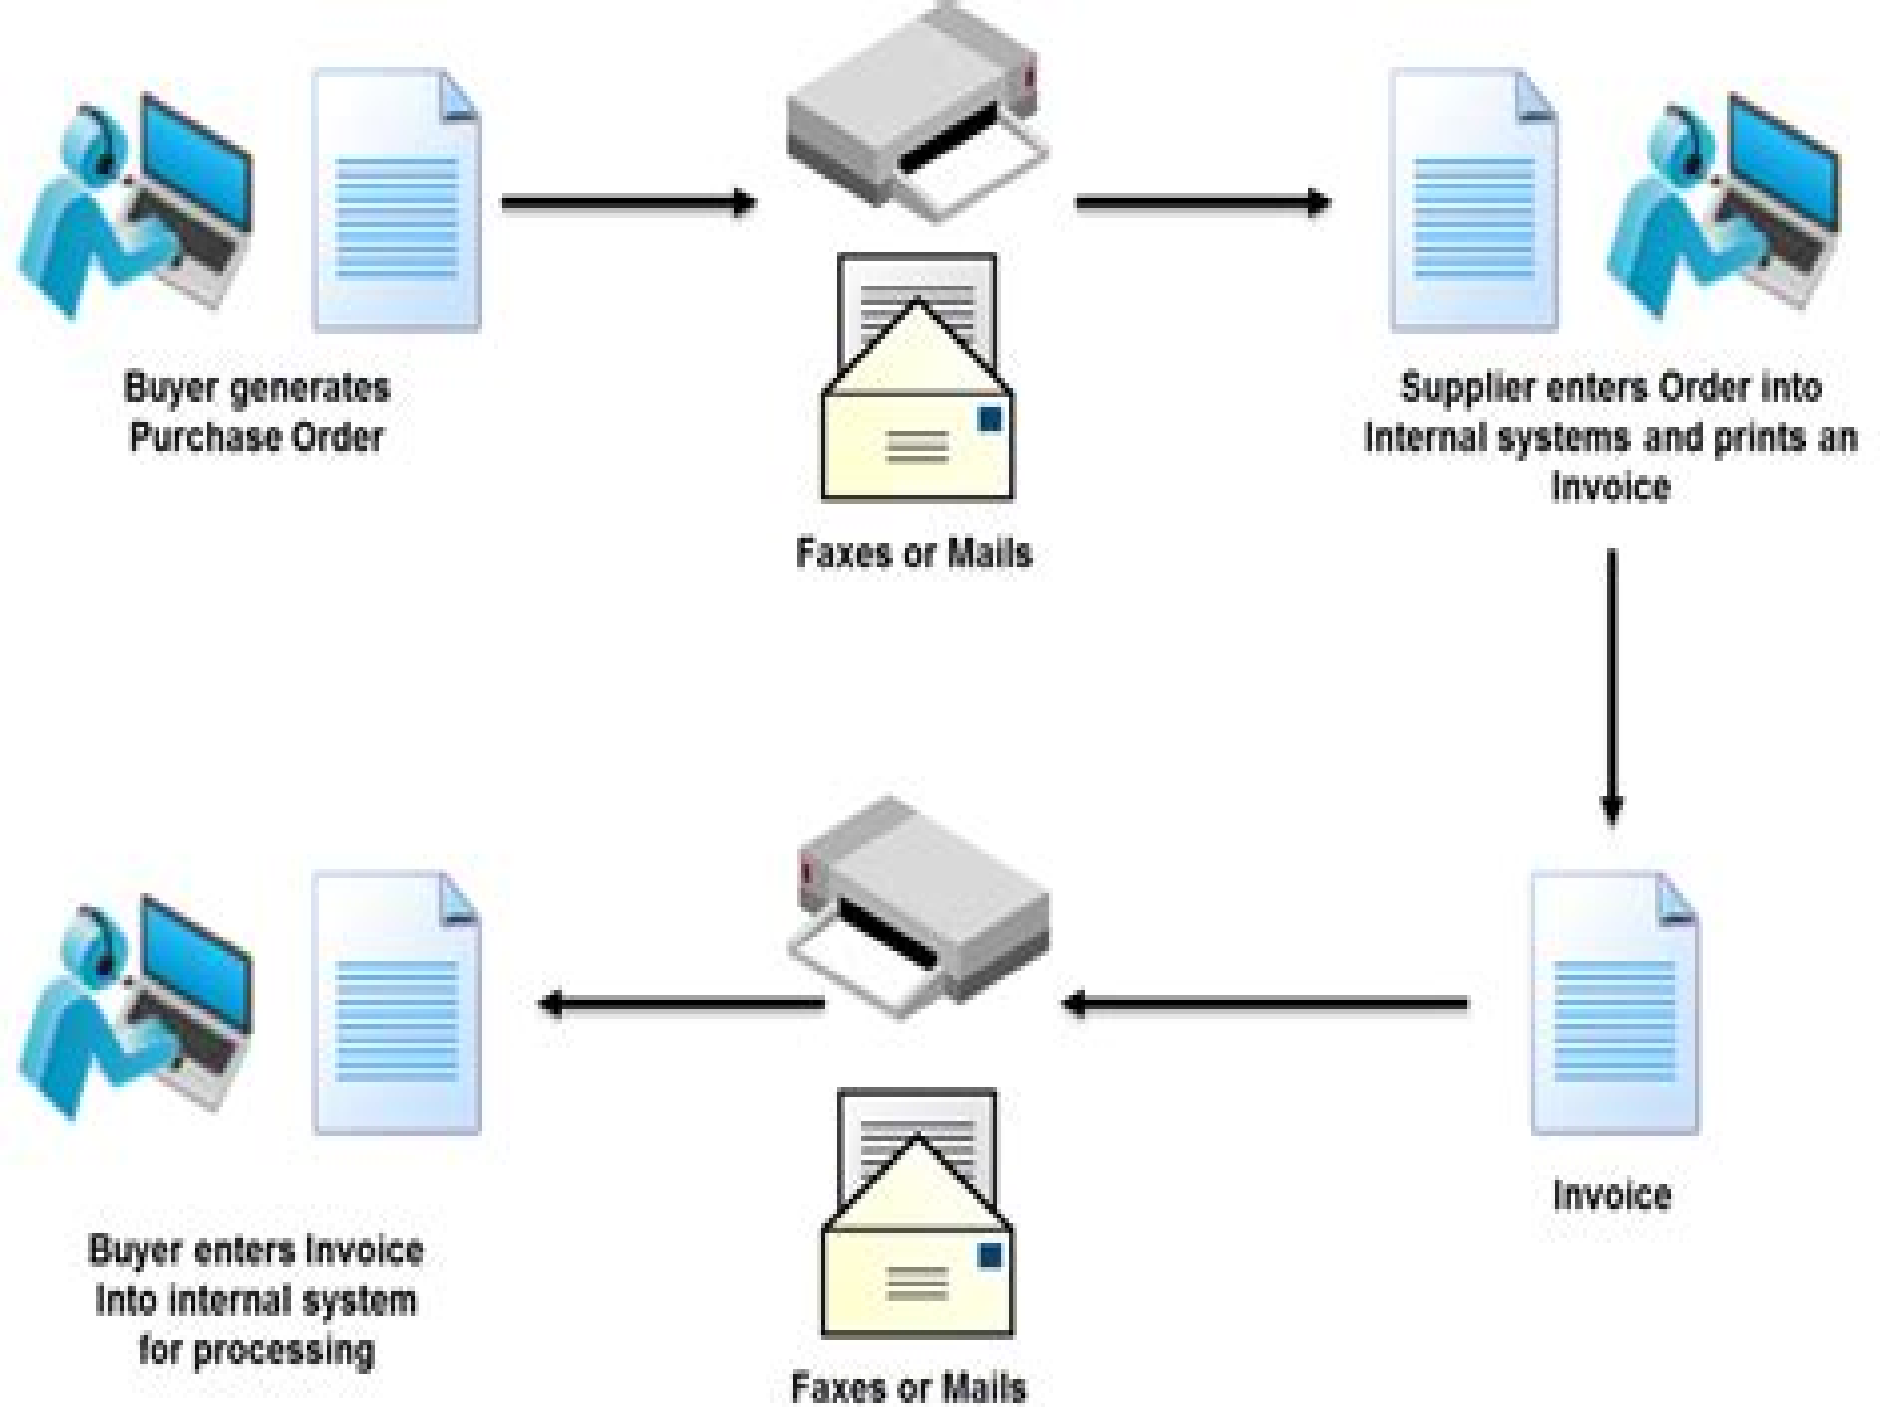 Buyer generates
Purchase Order
Faxes or Mails
Supplier enters Order into
Internal systems and prints an
Invoice
Invoice
Faxes or Mails
Buyer enters Invoice
Into internal system
for processing